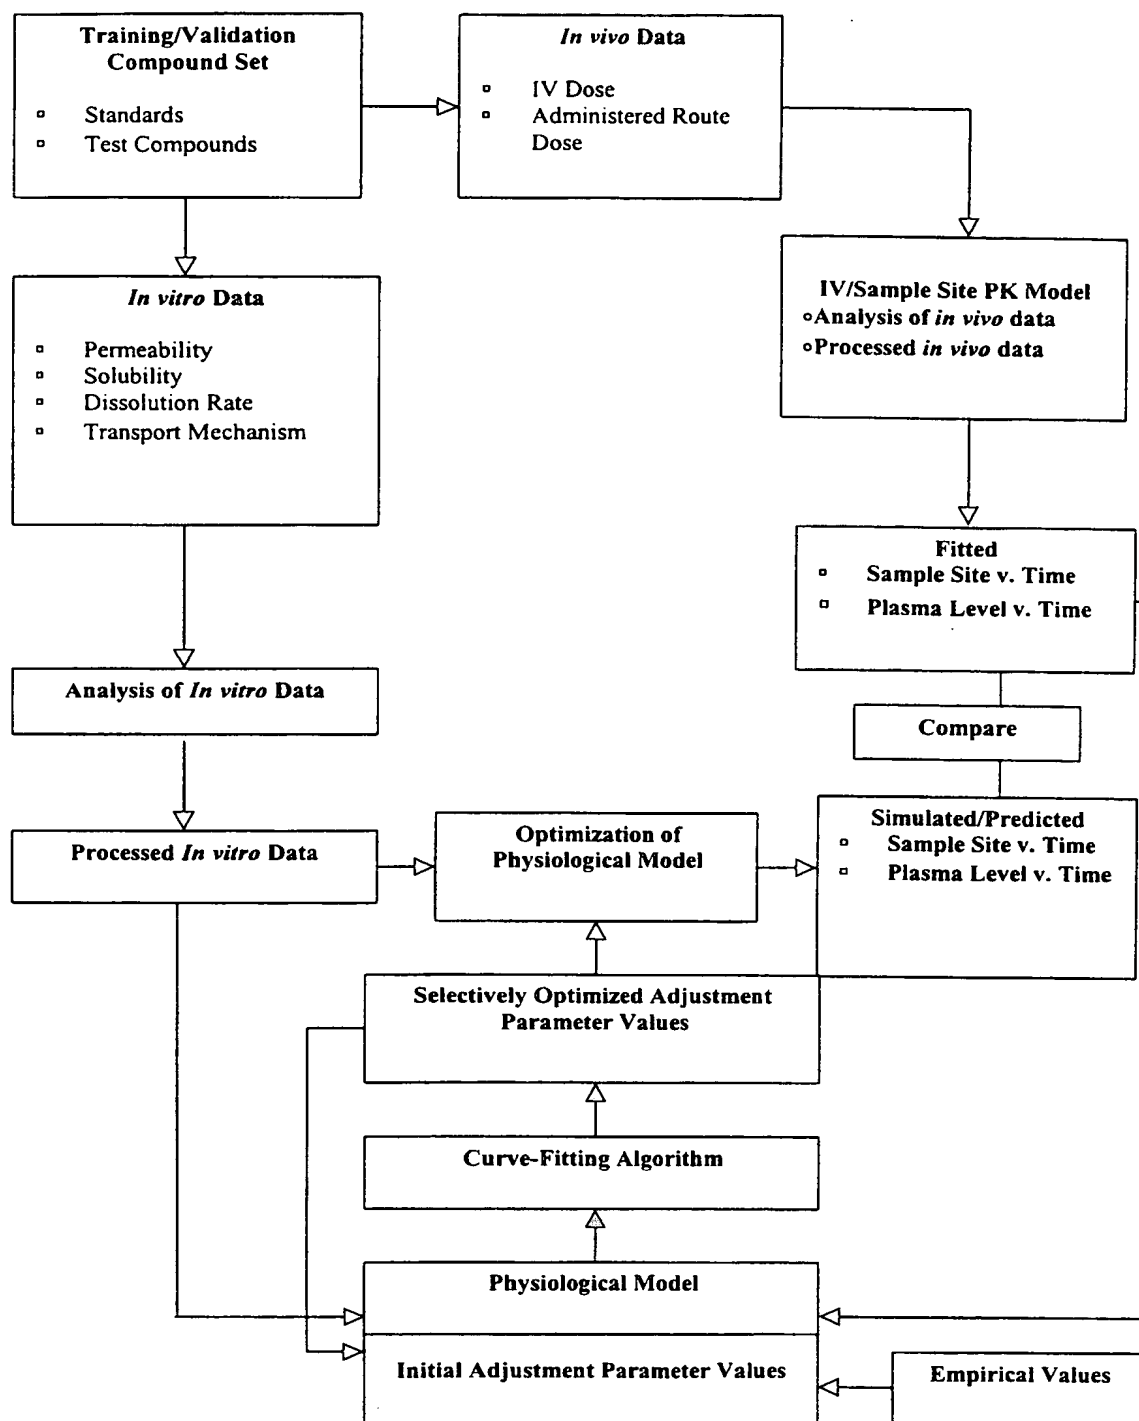 Training/Validation
Compound Set
Standards
Test Compounds
In vivo Data
IV Dose
Administered Route
Dose
In vitro Data
Permeability
Solubility
Dissolution Rate
Transport Mechanism
IV/Sample Site PK Model
Analysis of in vivo data
Processed in vivo data
Fitted
Sample Site v. Time
Plasma Level v. Time
Analysis of In vitro Data
Compare
Processed In vitro Data
Optimization of
Physiological Model
Simulated/Predicted
Sample Site v. Time
Plasma Level v. Time
Selectively Optimized Adjustment
Parameter Values
Curve-Fitting Algorithm
Physiological Model
Initial Adjustment Parameter Values
Empirical Values